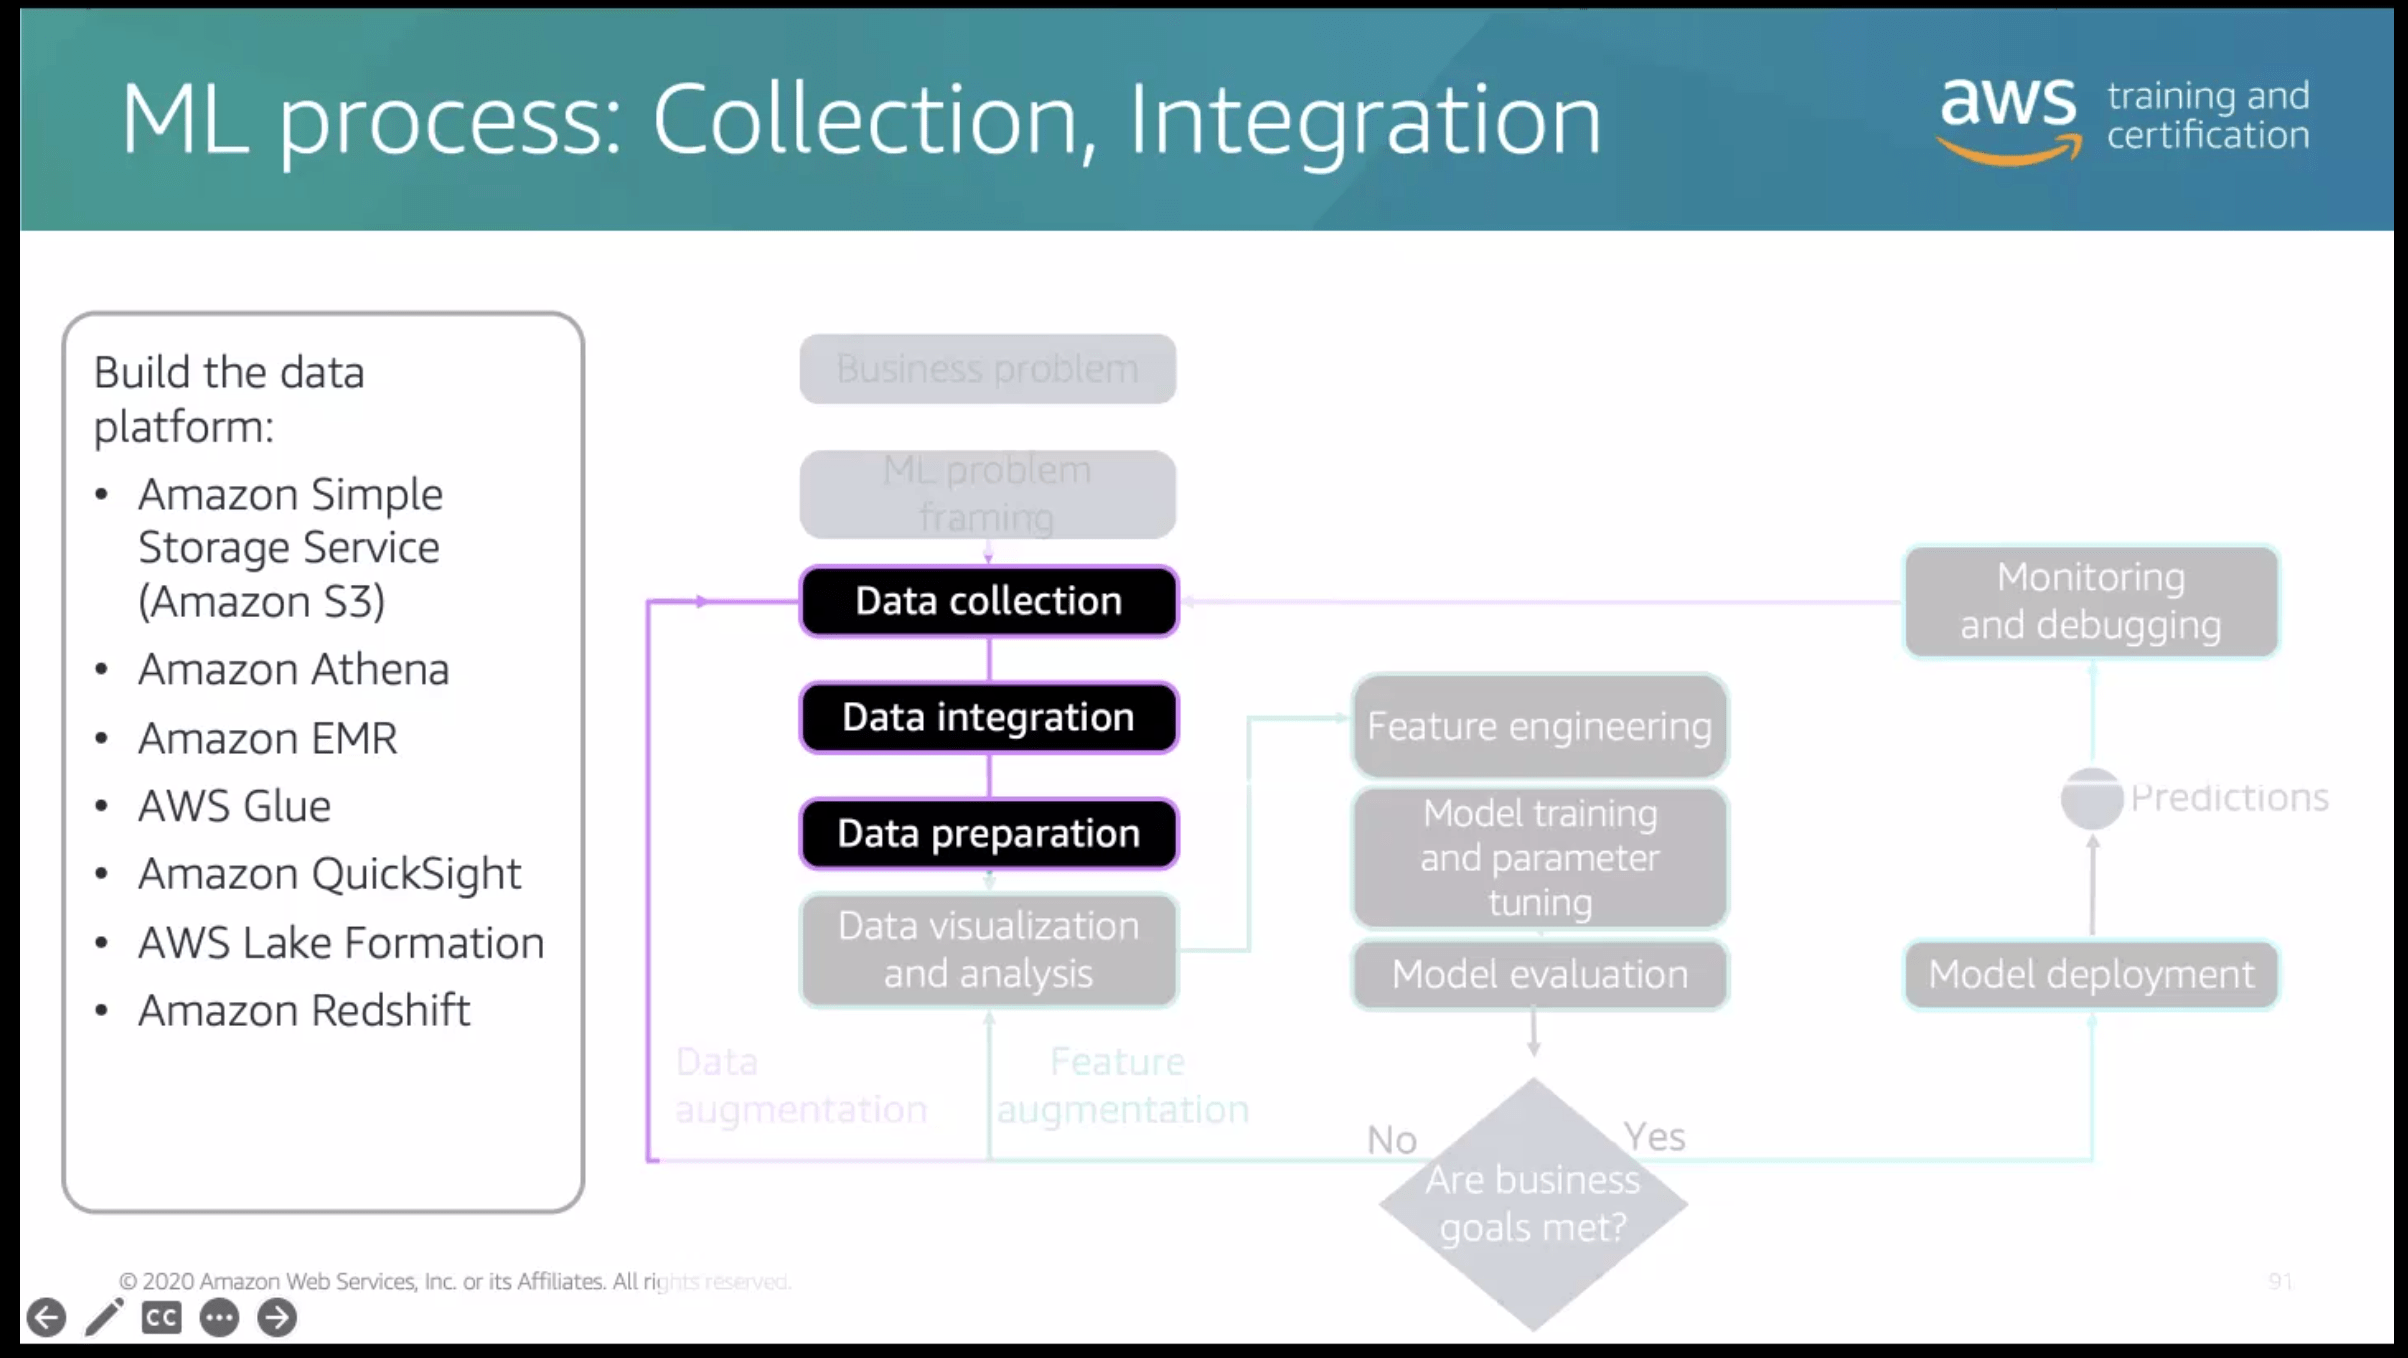 ML process: Collection, Integration
aws training and
certification
Build the data
platform:
• Amazon Simple
Storage Service
(Amazon S3)
• Amazon Athena
• Amazon EMR
• AWS Glue
• Amazon QuickSight
• AWS Lake Formation
• Amazon Redshift
Business problem
ML problem
framing
Data collection
Data integration
Data preparation
Data visualization
and analysis
Data
augmentation
Feature
augmentation
Feature engineering
Model training
and parameter
tuning
Model evaluation
No
Yes
Are business
goals met?
Monitoring
and debugging
Predictions
Model deployment
© 2020 Amazon Web Services, Inc. or its Affiliates. All rights reserved.
91
CC